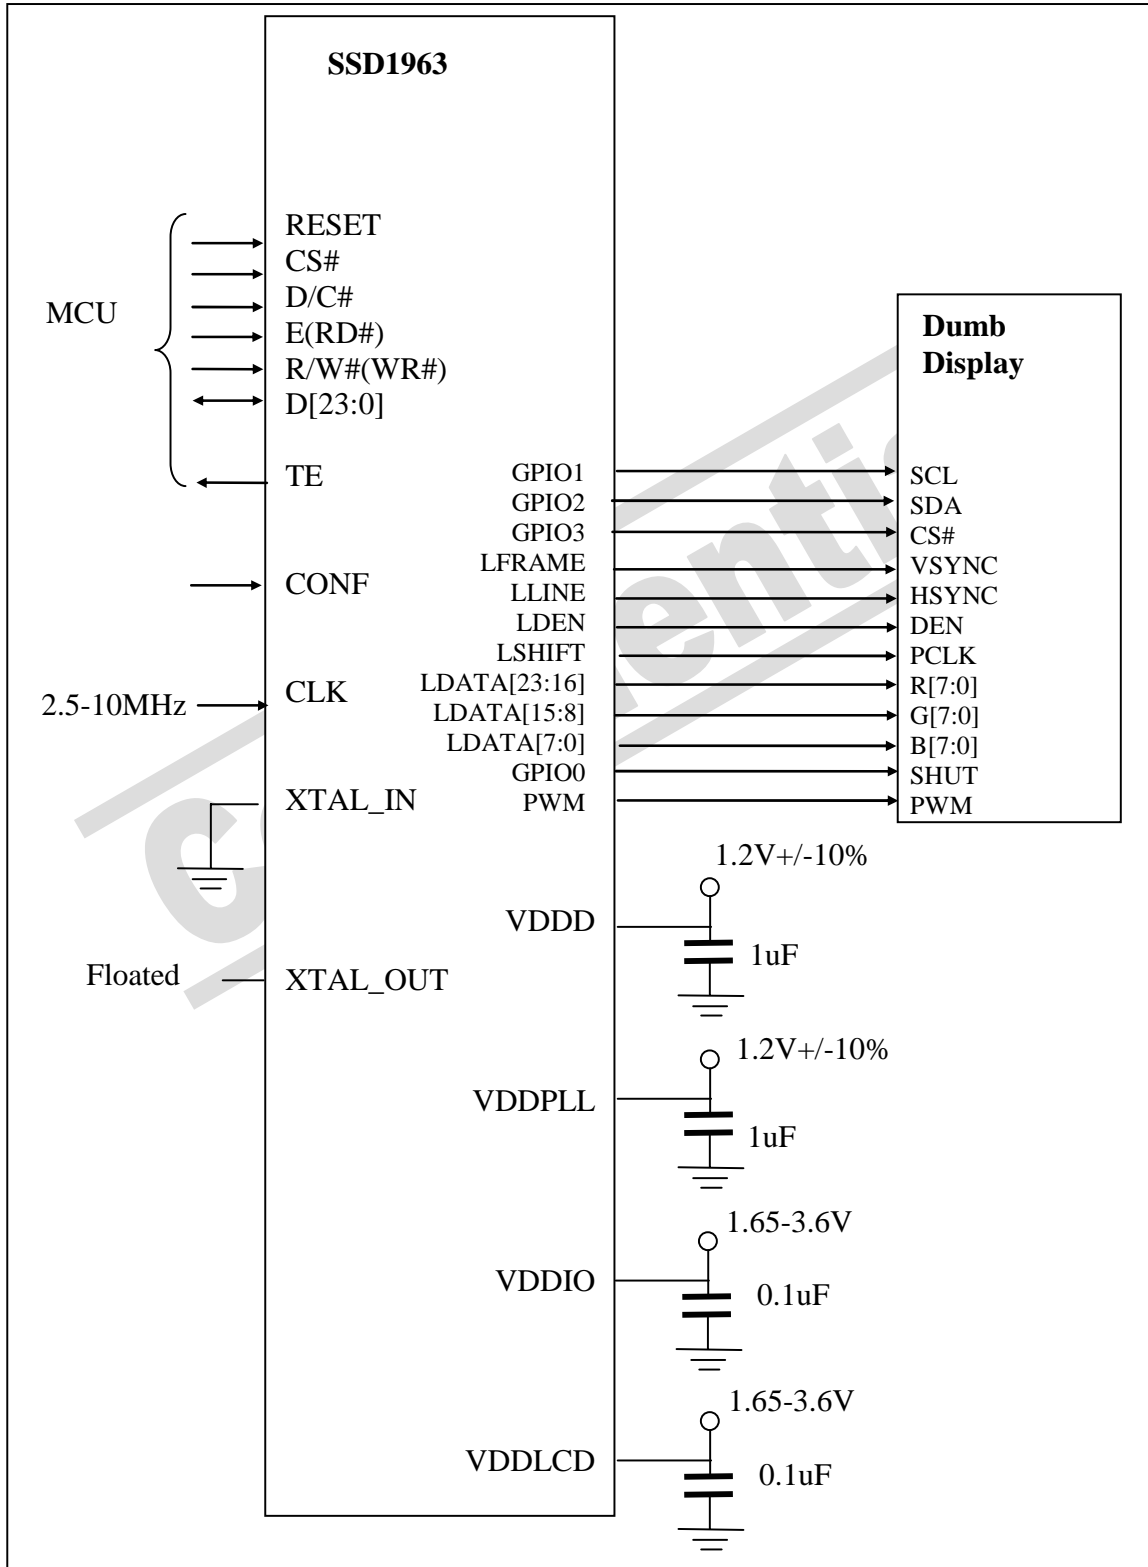 SSD1963
RESET
CS#
D/C#
E(RD#)
R/W#(WR#)
D[23:0]
MCU
TE
CONF
2.5-10MHz
CLK
XTAL_IN
Floated
XTAL_OUT
GPIO1
GPIO2
GPIO3
LFRAME
LLINE
LDEN
LSHIFT
LDATA[23:16]
LDATA[15:8]
LDATA[7:0]
GPIO0
PWM
Dumb
Display
SCL
SDA
CS#
VSYNC
HSYNC
DEN
PCLK
R[7:0]
G[7:0]
B[7:0]
SHUT
PWM
1.2V+/-10%
VDDD
1uF
1.2V+/-10%
VDDPLL
1uF
1.65-3.6V
VDDIO
0.1uF
1.65-3.6V
VDDLCD
0.1uF